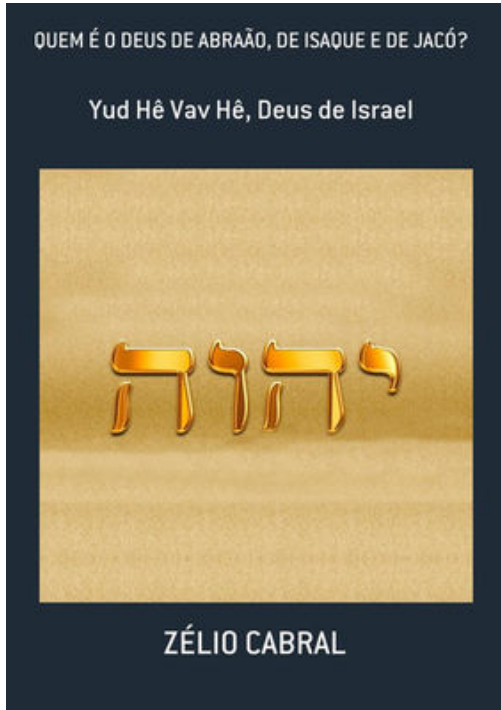 QUEM É O DEUS DE ABRAÃO, DE ISAQUE E DE JACÓ?
Yud Hê Vav Hê, Deus de Israel
יהוה
ZÉLIO CABRAL